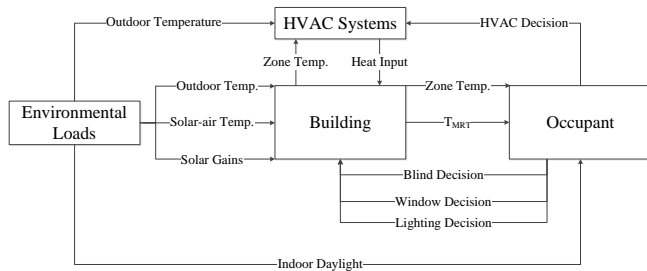 Outdoor Temperature
HVAC Systems
HVAC Decision
Zone Temp.
Heat Input
Outdoor Temp.
Zone Temp.
Environmental
Loads
Solar-air Temp.
Building
TMRT
Occupant
Solar Gains
Blind Decision
Window Decision
Lighting Decision
Indoor Daylight